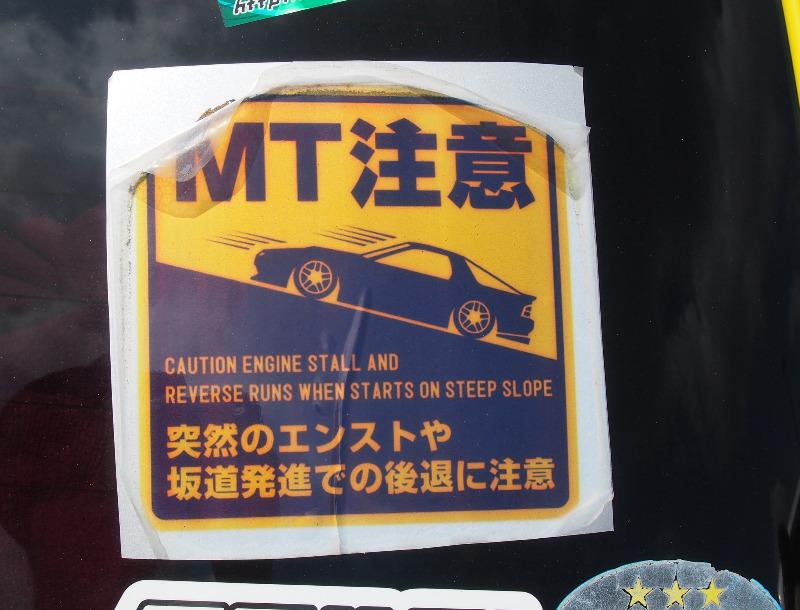 http
MT注意
CAUTION ENGINE STALL AND
REVERSE RUNS WHEN STARTS ON STEEP SLOPE
突然のエンストや
坂道発進での後退に注意